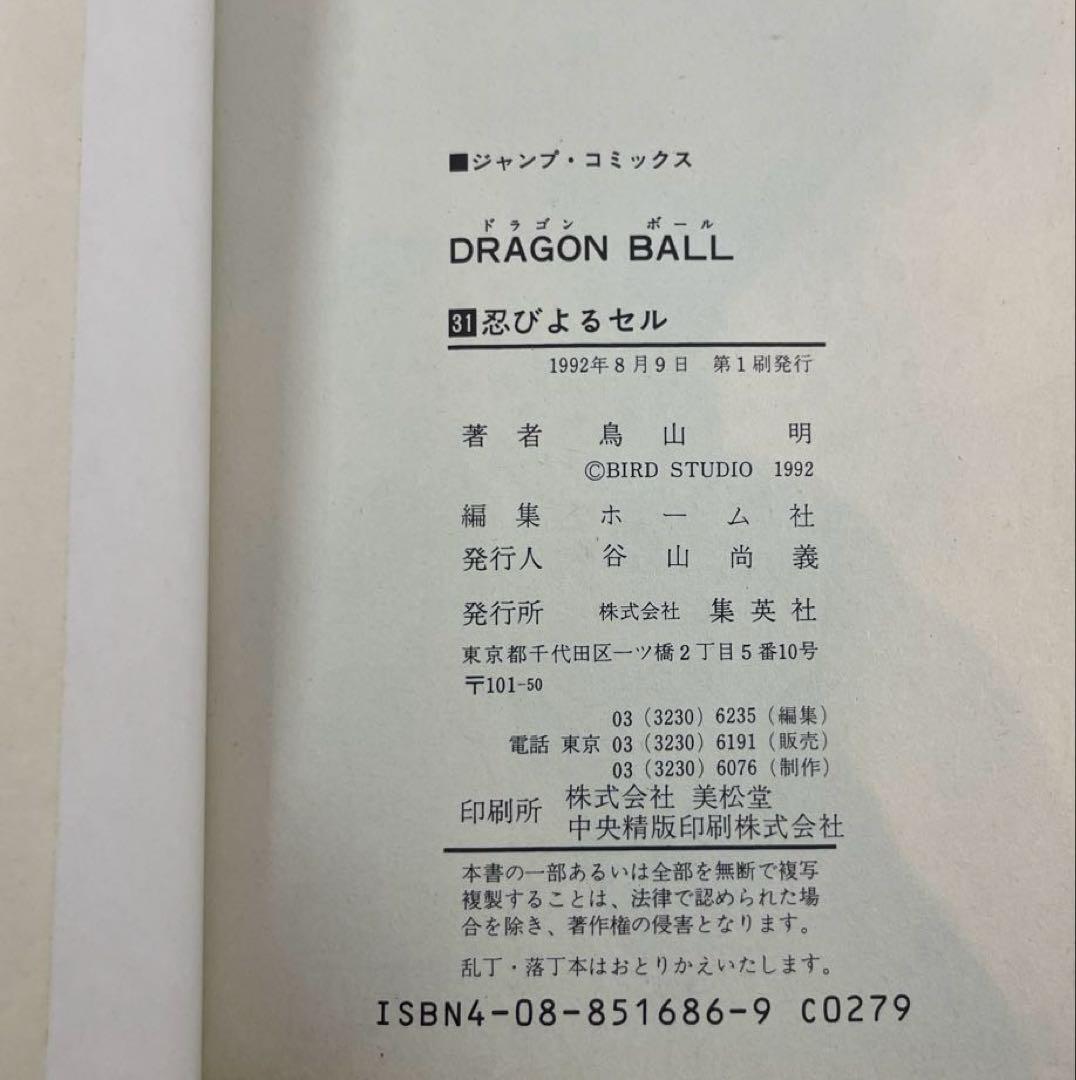 ■ジャンプ・コミックス
ドラゴン ボール
DRAGON BALL
31忍びよるセル
1992年8月9日 第1刷発行
著者 鳥山 明
©BIRD STUDIO 1992
編集 ホーム社
発行人 谷山尚義
発行所 株式会社 集英社
東京都千代田区一ツ橋2丁目5番10号
〒101-50
03(3230)6235(編集)
電話 東京 03(3230)6191(販売)
03(3230)6076(制作)
印刷所 株式会社 美松堂
中央精版印刷株式会社
本書の一部あるいは全部を無断で複写
複製することは、法律で認められた場
合を除き、著作権の侵害となります。
乱丁・落丁本はおとりかえいたします。
ISBN4-08-851686-9 C0279